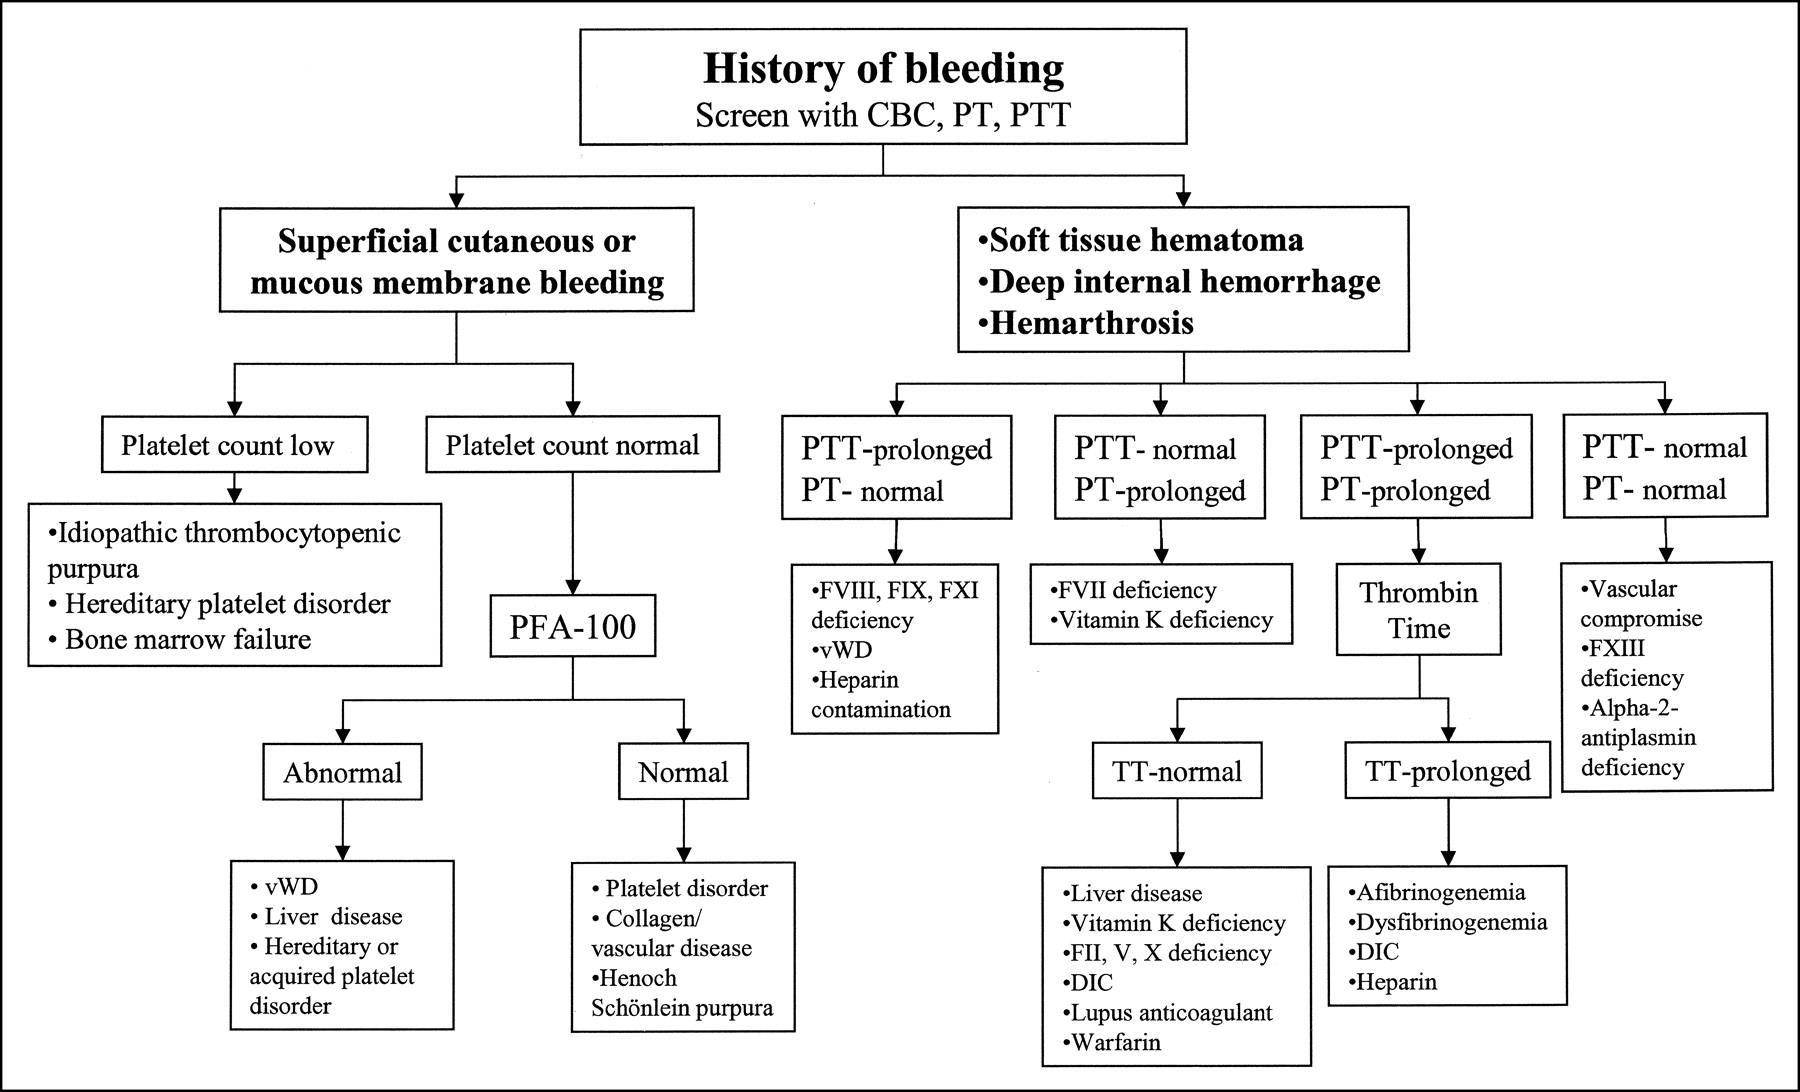 History of bleeding
Screen with CBC, PT, PTT
Superficial cutaneous or
mucous membrane bleeding
•Soft tissue hematoma
•Deep internal hemorrhage
•Hemarthrosis
Platelet count low
Platelet count normal
PTT-prolonged
PT- normal
PTT- normal
PT-prolonged
PTT-prolonged
PT-prolonged
PTT- normal
PT- normal
•Idiopathic thrombocytopenic
purpura
• Hereditary platelet disorder
• Bone marrow failure
PFA-100
•FVIII, FIX, FXI
deficiency
•vWD
•Heparin
contamination
•FVII deficiency
•Vitamin K deficiency
Thrombin
Time
•Vascular
compromise
•FXIII
deficiency
•Alpha-2-
antiplasmin
deficiency
Abnormal
Normal
TT-normal
TT-prolonged
• vWD
• Liver disease
• Hereditary or
acquired platelet
disorder
• Platelet disorder
• Collagen/
vascular disease
•Henoch
Schönlein purpura
•Liver disease
•Vitamin K deficiency
•FII, V, X deficiency
•DIC
•Lupus anticoagulant
•Warfarin
•Afibrinogenemia
•Dysfibrinogenemia
•DIC
•Heparin